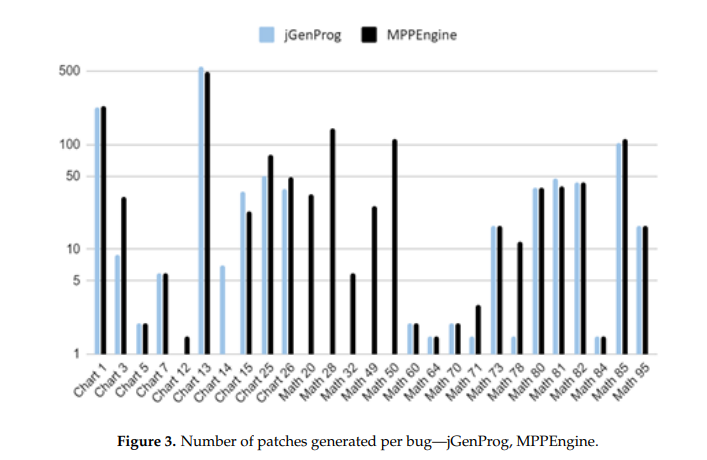 jGenProg MPPEngine
500
100
50
10
5
1
Chart 1
Chart 3
Chart 5
Chart 7
Chart 12
Chart 13
Chart 14
Chart 15
Chart 25
Chart 26
Math 20
Math 28
Math 32
Math 49
Math 50
Math 60
Math 64
Math 70
Math 71
Math 73
Math 78
Math 80
Math 81
Math 82
Math 84
Math 85
Math 95
Figure 3. Number of patches generated per bug—jGenProg, MPPEngine.